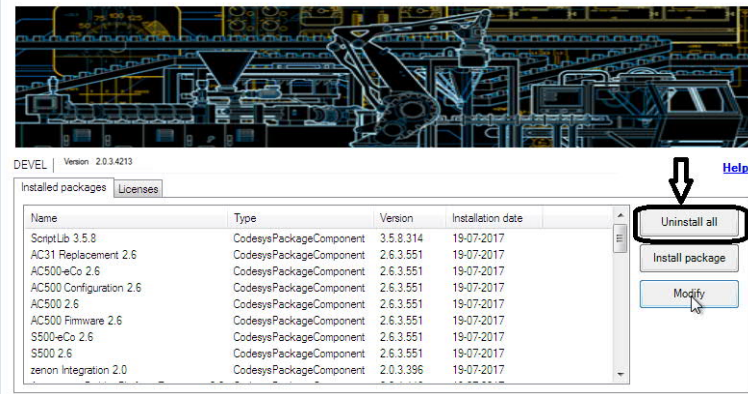 DEVEL | Version 2.0.3.4213
Help
Installed packages Licenses
Name Type Version Installation date
Uninstall all
ScriptLib 3.5.8 CodesysPackageComponent 3.5.8.314 19-07-2017
AC31 Replacement 2.6 CodesysPackageComponent 2.6.3.551 19-07-2017
Install package
AC500-eCo 2.6 CodesysPackageComponent 2.6.3.551 19-07-2017
AC500 Configuration 2.6 CodesysPackageComponent 2.6.3.551 19-07-2017
Modify
AC500 2.6 CodesysPackageComponent 2.6.3.551 19-07-2017
AC500 Firmware 2.6 CodesysPackageComponent 2.6.3.551 19-07-2017
S500-eCo 2.6 CodesysPackageComponent 2.6.3.551 19-07-2017
S500 2.6 CodesysPackageComponent 2.6.3.551 19-07-2017
zenon Integration 2.0 CodesysPackageComponent 2.0.3.396 19-07-2017